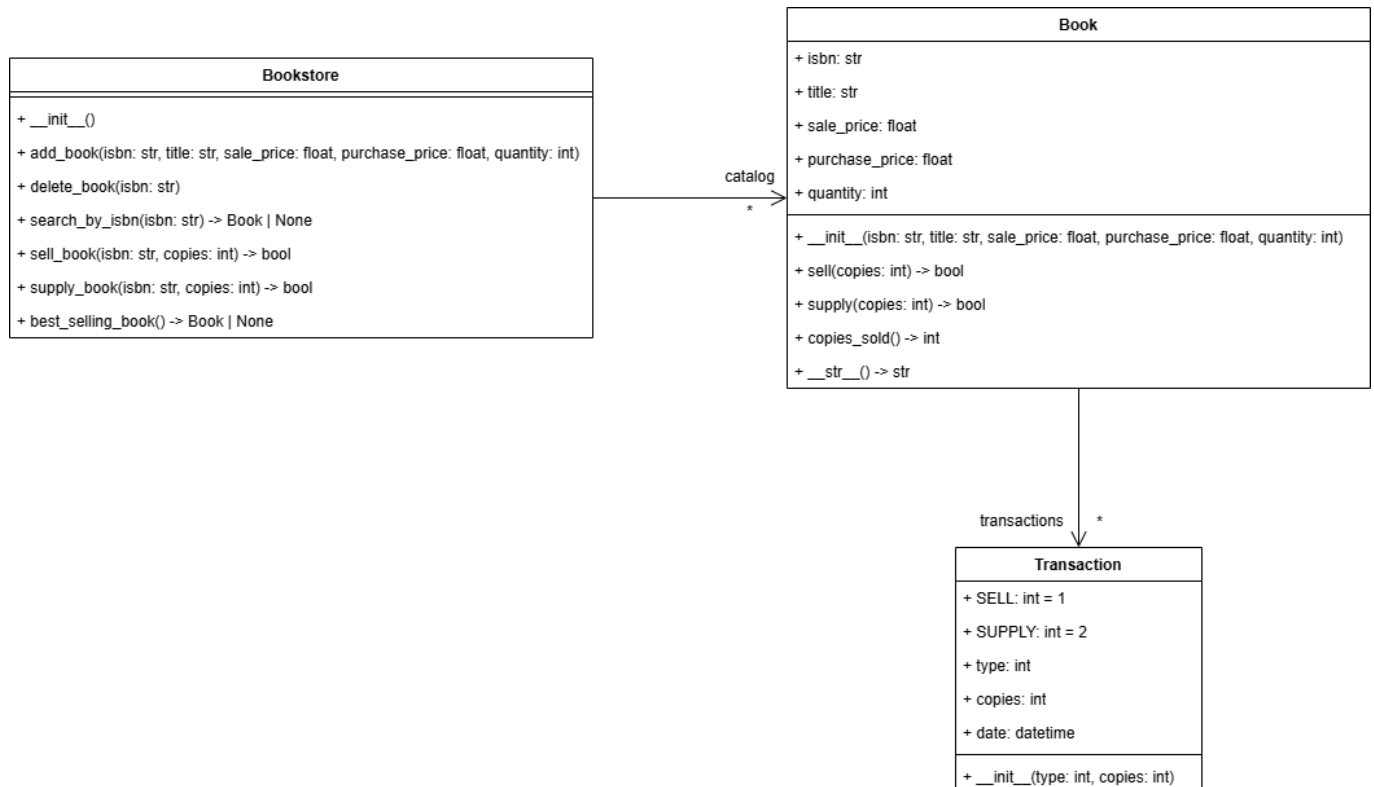 Bookstore
+ __init__()
+ add_book(isbn: str, title: str, sale_price: float, purchase_price: float, quantity: int)
+ delete_book(isbn: str)
+ search_by_isbn(isbn: str) -> Book | None
+ sell_book(isbn: str, copies: int) -> bool
+ supply_book(isbn: str, copies: int) -> bool
+ best_selling_book() -> Book | None
catalog
*
Book
+ isbn: str
+ title: str
+ sale_price: float
+ purchase_price: float
+ quantity: int
+ __init__(isbn: str, title: str, sale_price: float, purchase_price: float, quantity: int)
+ sell(copies: int) -> bool
+ supply(copies: int) -> bool
+ copies_sold() -> int
+ __str__() -> str
transactions *
Transaction
+ SELL: int = 1
+ SUPPLY: int = 2
+ type: int
+ copies: int
+ date: datetime
+ __init__(type: int, copies: int)